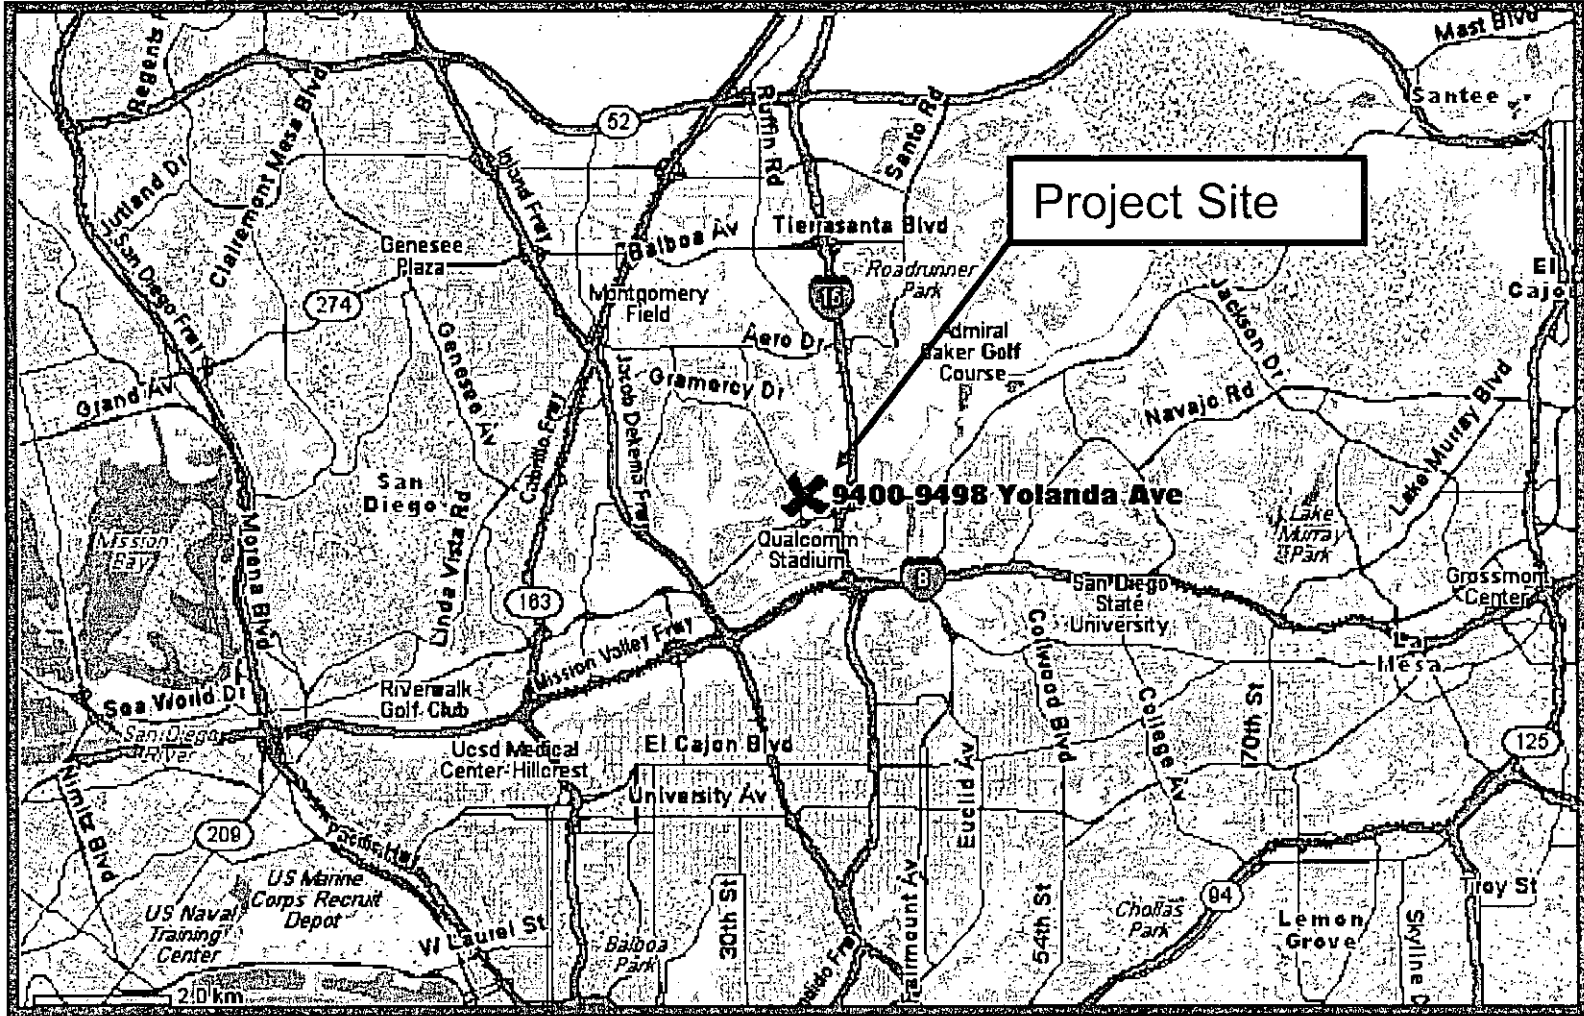 Mast Blvd
Regents
Santee
52
Ruffin Rd
Santo Rd
Clairemont Mesa Blvd
Inland Frwy
Jutland Dr
Project Site
San Diego Frwy
Genesee
Plaza
Balboa Av
Tierrasanta Blvd
Roadrunner
Park
El
Cajon
274
Montgomery
Field
15
Jackson Dr
Aero Dr
Admiral
Baker Golf
Course
Genesee Av
Jacob Dekema Frwy
Gramercy Dr
Grand Av
Navajo Rd
Lake Murray Blvd
Cabrillo Frwy
San
Diego
9400-9498 Yolanda Ave
Mission
Bay
Morena Blvd
Linda Vista Rd
Qualcomm
Stadium
Lake
Murray
Park
163
8
San Diego
State
University
Grossmont
Center
La
Mesa
Mission Valley Frwy
Collwood Blvd
Sea World Dr
Riverwalk
Golf Club
College Av
70th St
San Diego
River
Ucsd Medical
Center-Hillcrest
El Cajon Blvd
125
Nimitz Blvd
University Av
Euclid Av
209
Pacific Hwy
US Marine
Corps Recruit
Depot
94
Troy St
US Naval
Training
Center
W Laurel St
Balboa
Park
30th St
Fairmount Av
54th St
Chollas
Park
Lemon
Grove
Skyline D
2.0 km